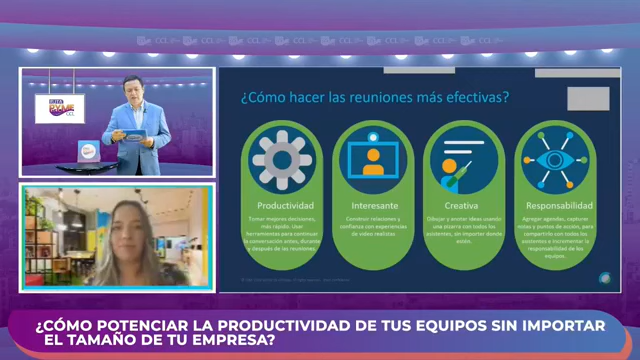 ¿Cómo hacer las reuniones más efectivas?
Productividad
Tomar mejores decisiones,
más rápido. Usar
herramientas para continuar
la conversación antes, durante
y después de las reuniones.
Interesante
Construir relaciones y
confianza con experiencias
de video realistas
Creativa
Dibujar y anotar ideas usando
una pizarra con todos los
asistentes, sin importar donde
están.
Responsabilidad
Agregar agendas, capturar
notas y puntos de acción, para
compartirlo con todos los
asistentes e incrementar la
responsabilidad de los
equipos.
PYME
CCL
¿CÓMO POTENCIAR LA PRODUCTIVIDAD DE TUS EQUIPOS SIN IMPORTAR
EL TAMAÑO DE TU EMPRESA?